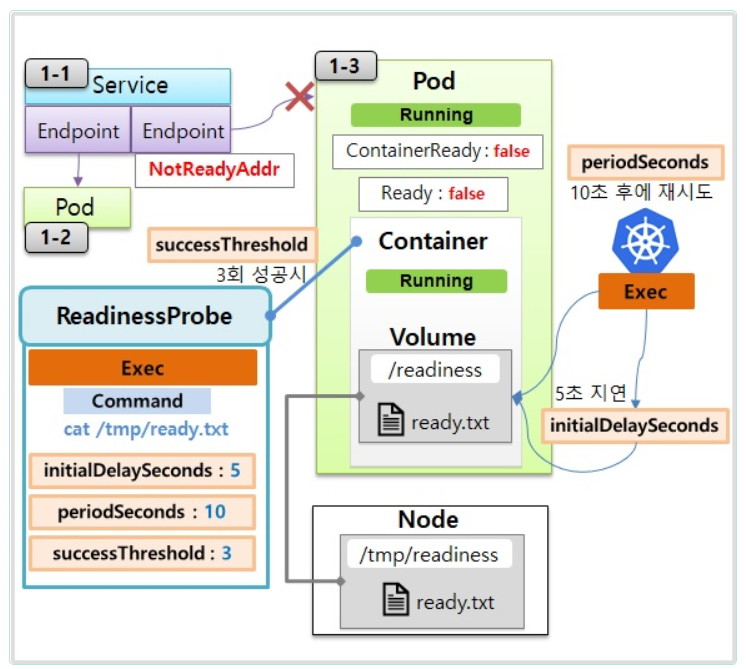 1-1
Service
Endpoint
Endpoint
NotReadyAddr
Pod
1-2
1-3
Pod
Running
ContainerReady : false
Ready : false
Container
Running
Volume
/readiness
ready.txt
periodSeconds
10초 후에 재시도
Exec
5초 지연
initialDelaySeconds
successThreshold
3회 성공시
ReadinessProbe
Exec
Command
cat /tmp/ready.txt
initialDelaySeconds : 5
periodSeconds : 10
successThreshold : 3
Node
/tmp/readiness
ready.txt